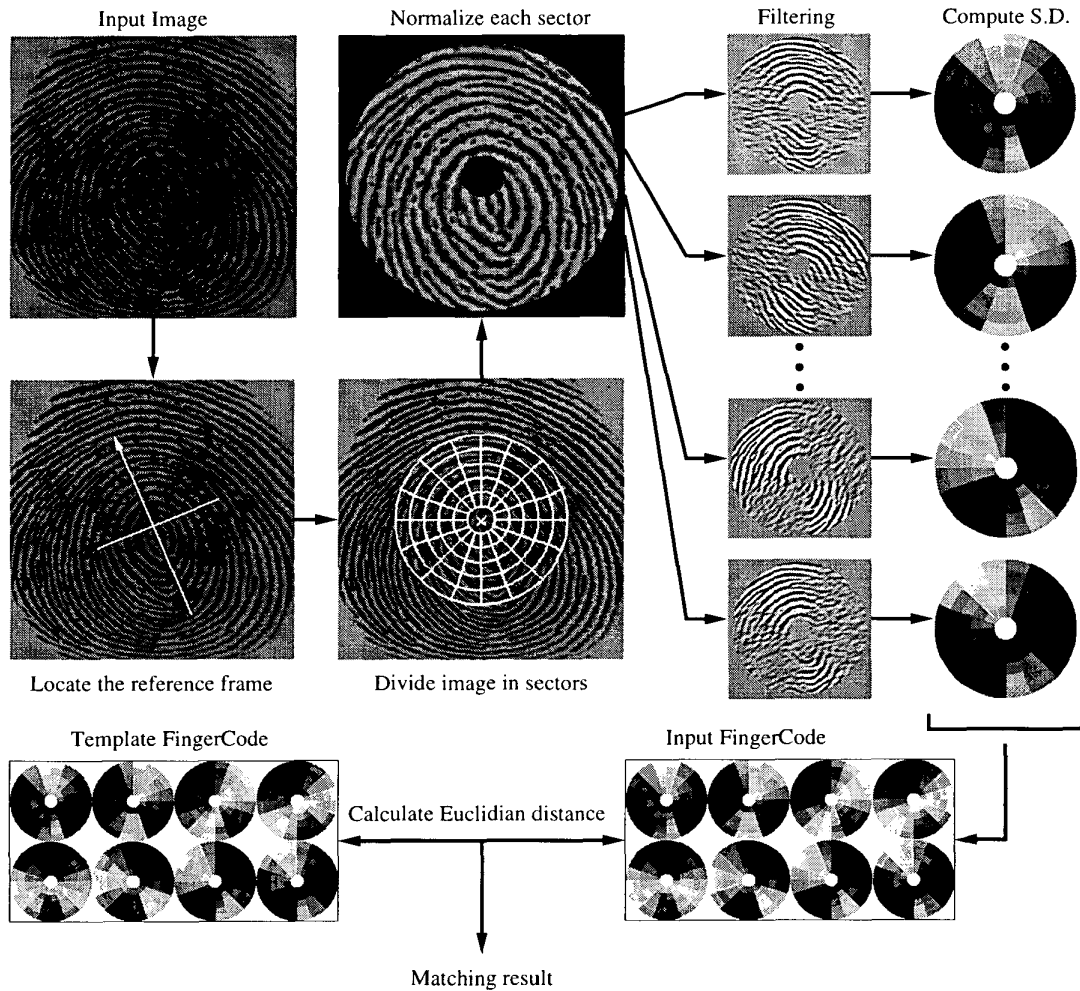 Input Image
Normalize each sector
Filtering
Compute S.D.
Locate the reference frame
Divide image in sectors
Template FingerCode
Input FingerCode
Calculate Euclidian distance
Matching result